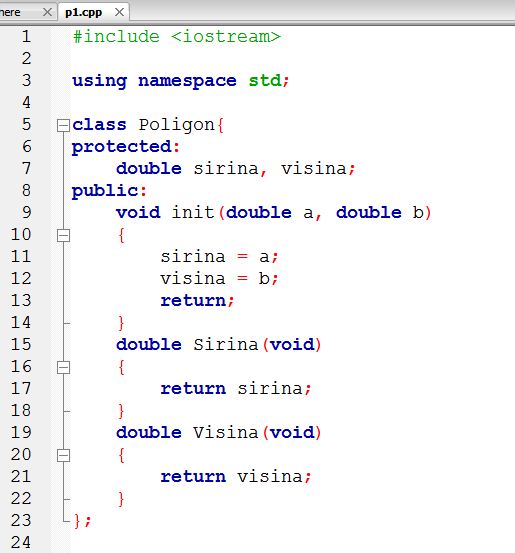 here p1.cpp
1 #include <iostream>
2
3 using namespace std;
4
5 class Poligon{
6 protected:
7     double sirina, visina;
8 public:
9     void init(double a, double b)
10     {
11         sirina = a;
12         visina = b;
13         return;
14     }
15     double Sirina(void)
16     {
17         return sirina;
18     }
19     double Visina(void)
20     {
21         return visina;
22     }
23 };
24